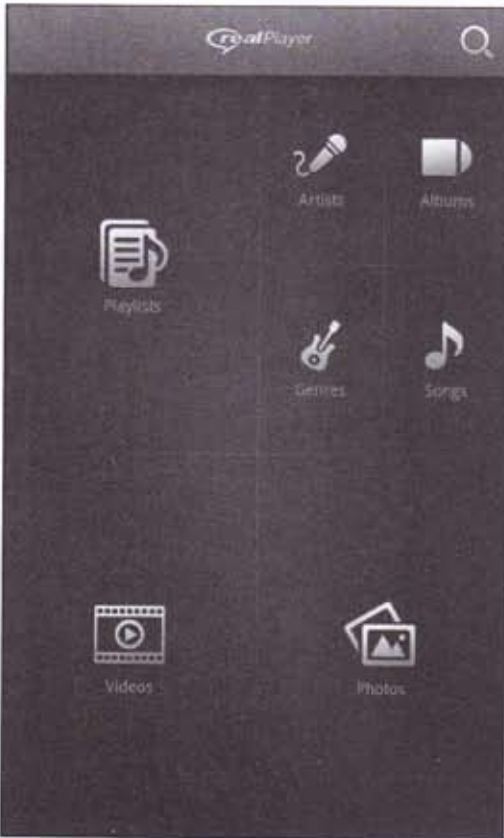 realPlayer
Artists
Albums
Playlists
Genres
Songs
Videos
Photos